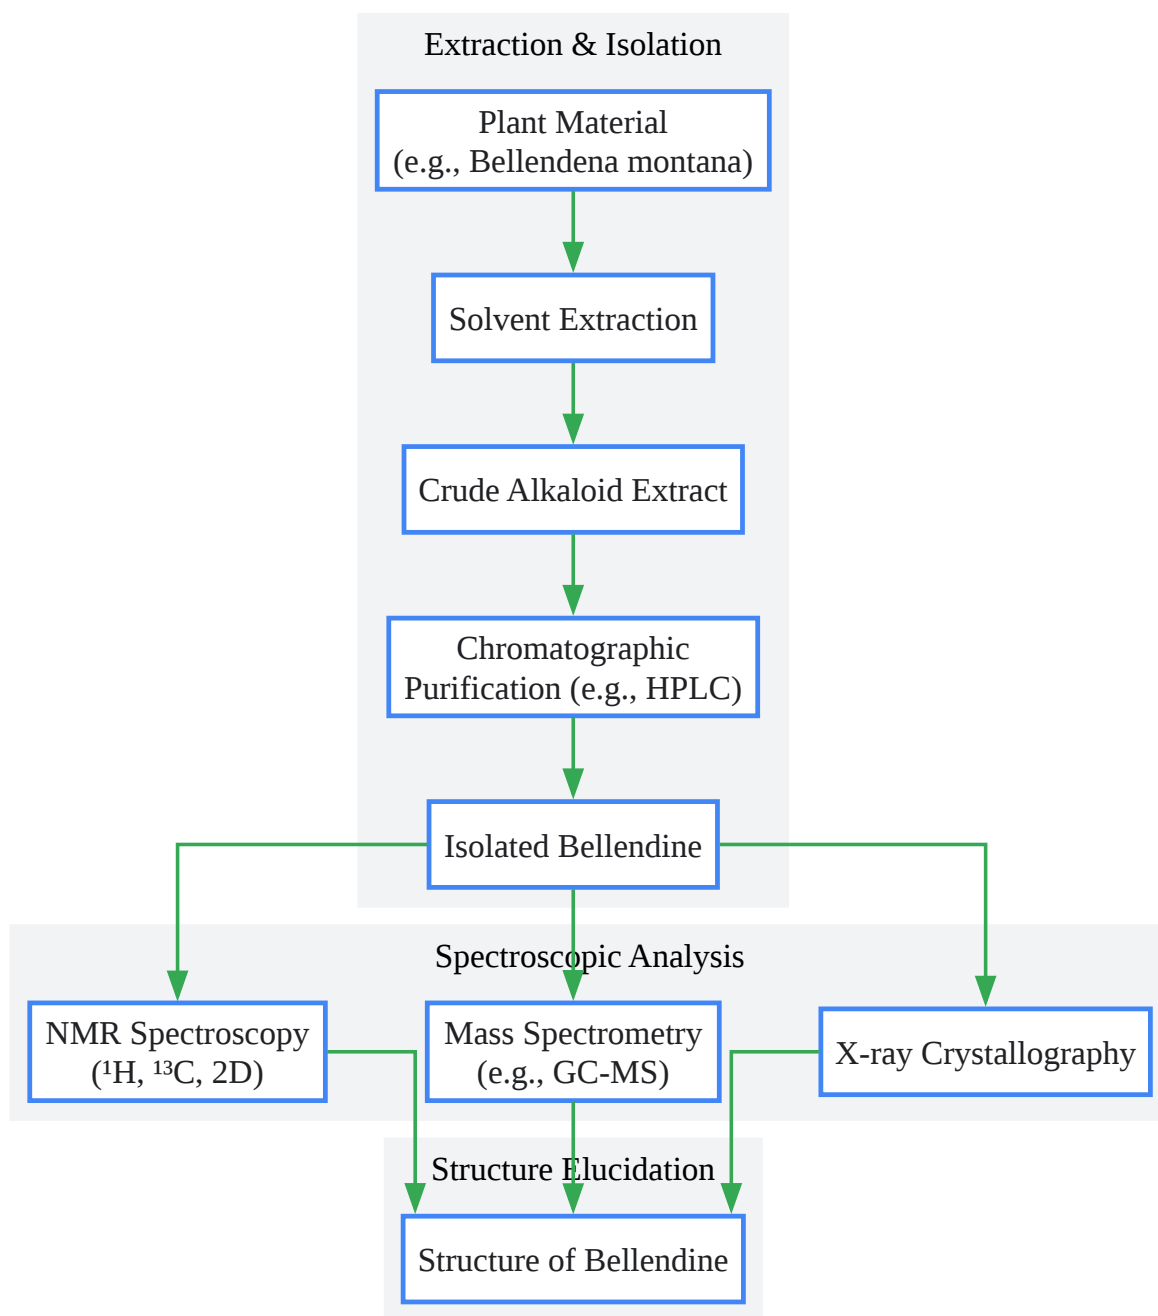 Extraction & Isolation
Plant Material
(e.g., Bellendena montana)
Solvent Extraction
Crude Alkaloid Extract
Chromatographic
Purification (e.g., HPLC)
Isolated Bellendine
Spectroscopic Analysis
NMR Spectroscopy
(¹H, ¹³C, 2D)
Mass Spectrometry
(e.g., GC-MS)
X-ray Crystallography
Structure Elucidation
Structure of Bellendine